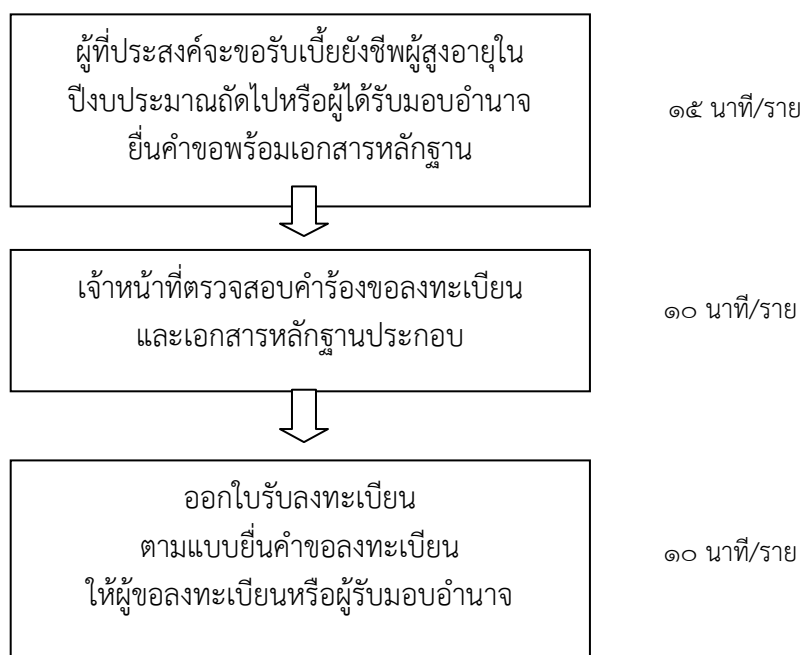 ผู้ที่ประสงค์จะขอรับเบี้ยยังชีพผู้สูงอายุใน
ปีงบประมาณถัดไปหรือผู้ได้รับมอบอำนาจ
ยื่นคำขอพร้อมเอกสารหลักฐาน
๑๕ นาที/ราย
เจ้าหน้าที่ตรวจสอบคำร้องขอลงทะเบียน
และเอกสารหลักฐานประกอบ
๑๐ นาที/ราย
ออกใบรับลงทะเบียน
ตามแบบยื่นคำขอลงทะเบียน
ให้ผู้ขอลงทะเบียนหรือผู้รับมอบอำนาจ
๑๐ นาที/ราย